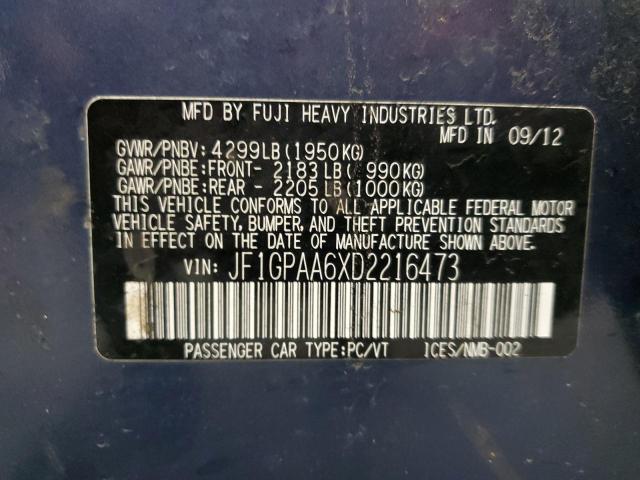 MFD BY FUJI HEAVY INDUSTRIES LTD.
MFD IN 09/12
GVWR/PNBV: 4299LB(1950KG)
GAWR/PNBE:FRONT- 2183LB( 990KG)
GAWR/PNBE:REAR - 2205LB(1000KG)
THIS VEHICLE CONFORMS TO ALL APPLICABLE FEDERAL MOTOR
VEHICLE SAFETY, BUMPER, AND THEFT PREVENTION STANDARDS
IN EFFECT ON THE DATE OF MANUFACTURE SHOWN ABOVE.
VIN: JF1GPAA6XD2216473
PASSENGER CAR TYPE:PC/VT ICES/NMB-002